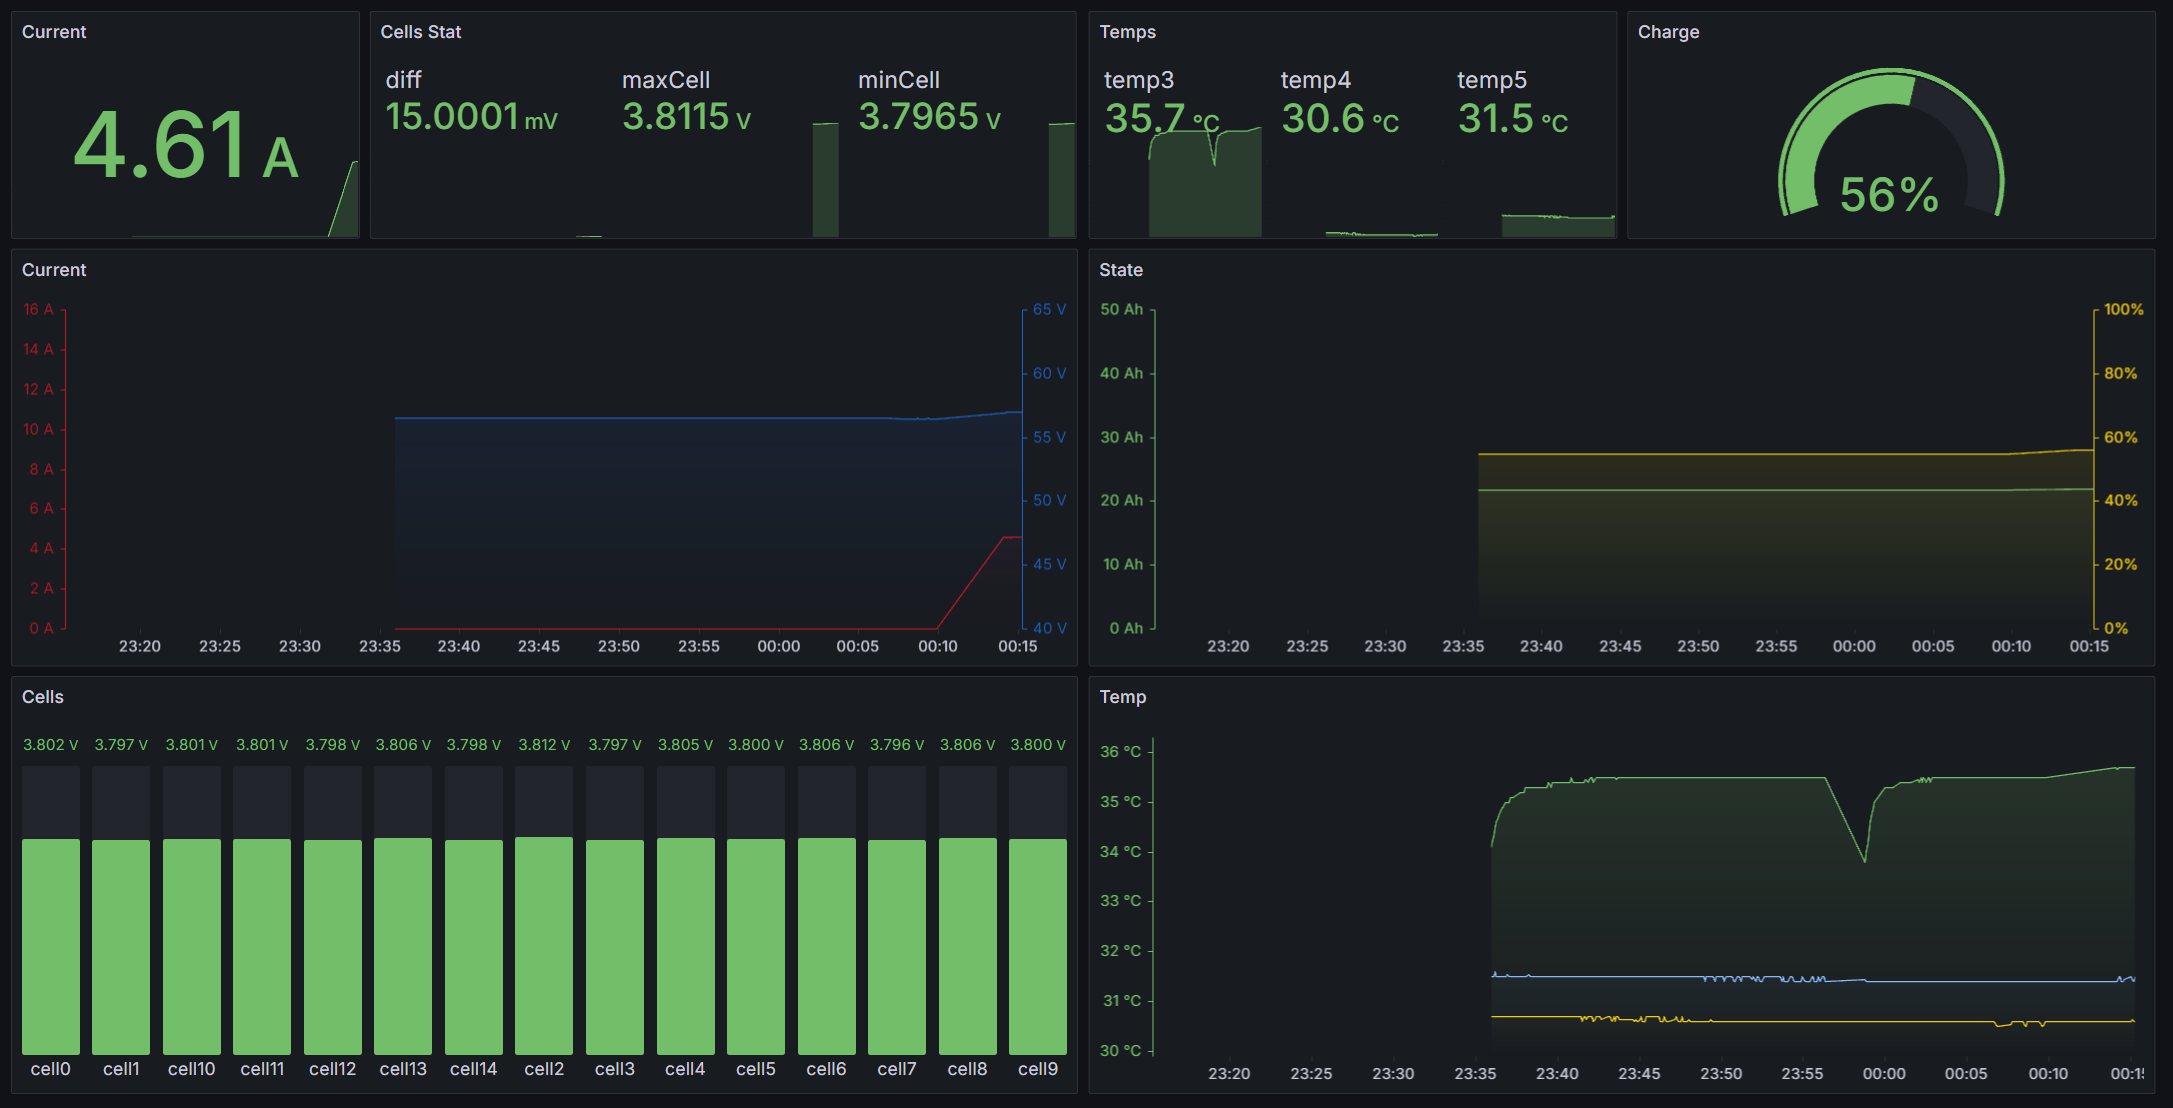 Current
4.61 A
Cells Stat
diff
15.0001 mV
maxCell
3.8115 V
minCell
3.7965 V
Temps
temp3
35.7 °C
temp4
30.6 °C
temp5
31.5 °C
Charge
56%
Current
16 A
14 A
12 A
10 A
8 A
6 A
4 A
2 A
0 A
65 V
60 V
55 V
50 V
45 V
40 V
23:20 23:25 23:30 23:35 23:40 23:45 23:50 23:55 00:00 00:05 00:10 00:15
State
50 Ah
40 Ah
30 Ah
20 Ah
10 Ah
0 Ah
100%
80%
60%
40%
20%
0%
23:20 23:25 23:30 23:35 23:40 23:45 23:50 23:55 00:00 00:05 00:10 00:15
Cells
3.802 V 3.797 V 3.801 V 3.801 V 3.798 V 3.806 V 3.798 V 3.812 V 3.797 V 3.805 V 3.800 V 3.806 V 3.796 V 3.806 V 3.800 V
cell0 cell1 cell10 cell11 cell12 cell13 cell14 cell2 cell3 cell4 cell5 cell6 cell7 cell8 cell9
Temp
36 °C
35 °C
34 °C
33 °C
32 °C
31 °C
30 °C
23:20 23:25 23:30 23:35 23:40 23:45 23:50 23:55 00:00 00:05 00:10